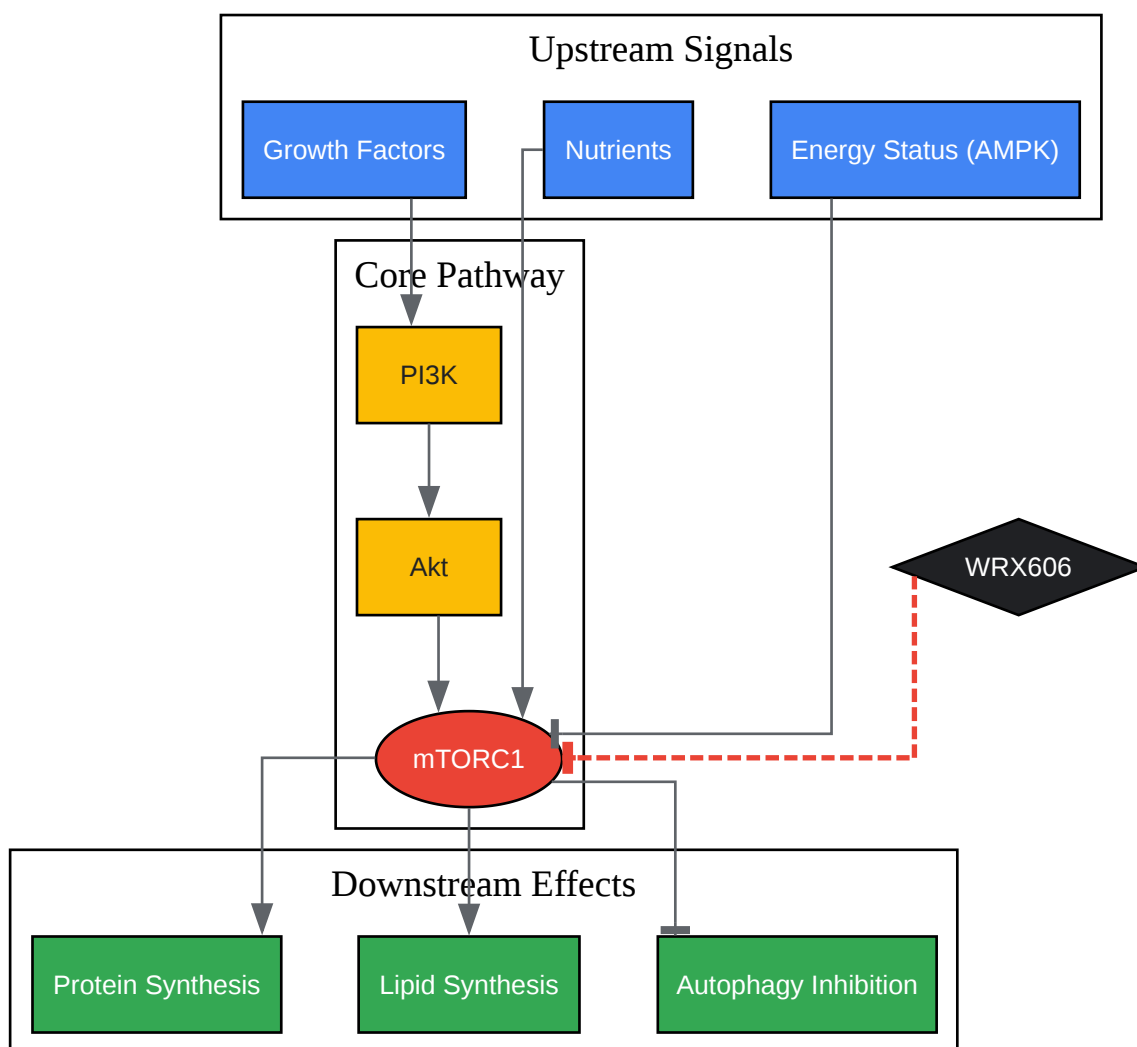 Upstream Signals
Growth Factors
Nutrients
Energy Status (AMPK)
Core Pathway
PI3K
Akt
WRX606
mTORC1
Downstream Effects
Protein Synthesis
Lipid Synthesis
Autophagy Inhibition